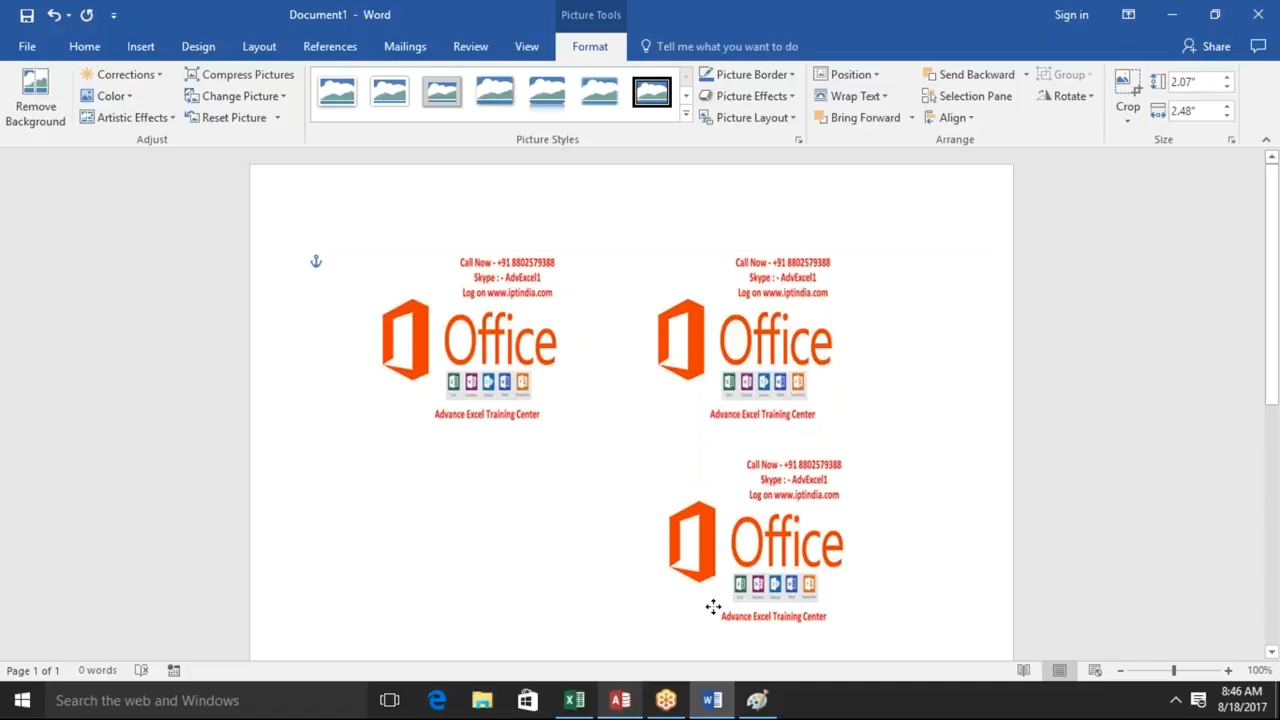 Document1 - Word
Picture Tools
Sign in
File
Home
Insert
Design
Layout
References
Mailings
Review
View
Format
Tell me what you want to do
Share
Remove
Background
Corrections
Color
Artistic Effects
Compress Pictures
Change Picture
Reset Picture
Adjust
Picture Styles
Picture Border
Picture Effects
Picture Layout
Position
Wrap Text
Bring Forward
Send Backward
Selection Pane
Align
Group
Rotate
Arrange
Crop
2.07"
2.48"
Size
Call Now - +91 8802579388
Skype : - AdvExcel1
Log on www.iptindia.com
Office
Advance Excel Training Center
Call Now - +91 8802579388
Skype : - AdvExcel1
Log on www.iptindia.com
Office
Advance Excel Training Center
Call Now - +91 8802579388
Skype : - AdvExcel1
Log on www.iptindia.com
Office
Advance Excel Training Center
Page 1 of 1
0 words
100%
Search the web and Windows
8:46 AM
8/18/2017